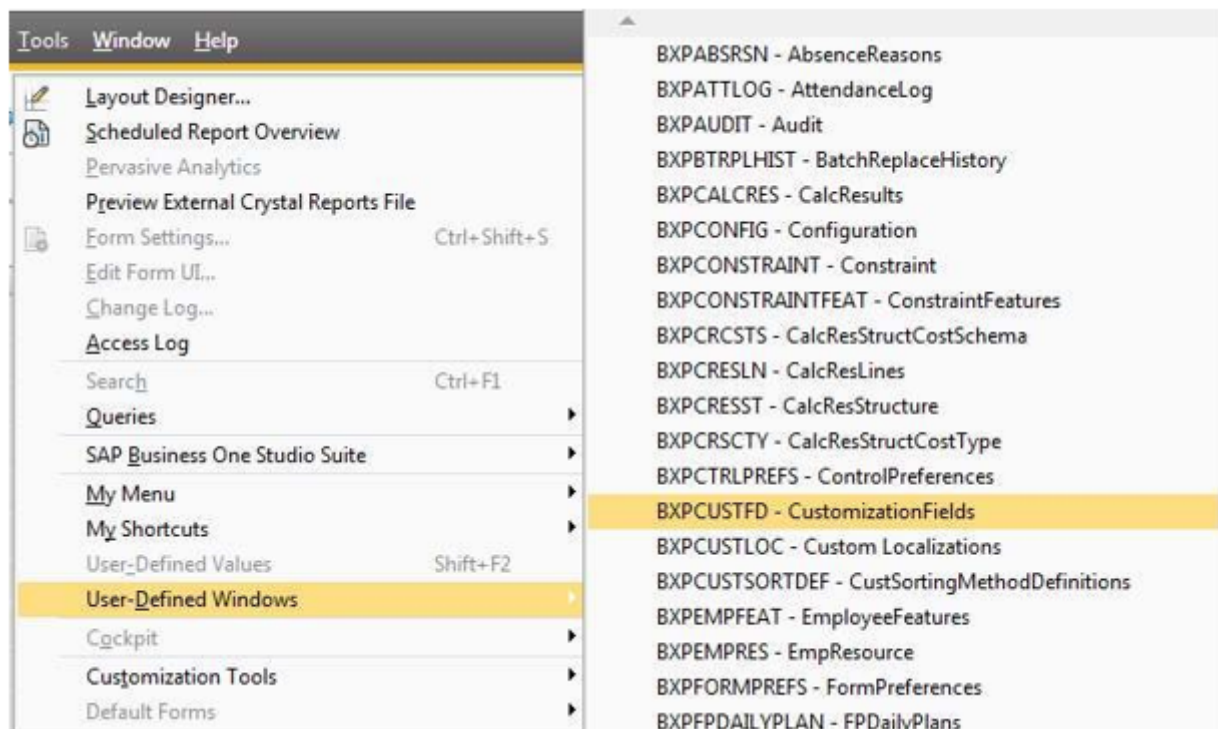 Tools Window Help
Layout Designer...
Scheduled Report Overview
Pervasive Analytics
Preview External Crystal Reports File
Form Settings... Ctrl+Shift+S
Edit Form UI...
Change Log...
Access Log
Search Ctrl+F1
Queries
SAP Business One Studio Suite
My Menu
My Shortcuts
User-Defined Values Shift+F2
User-Defined Windows
Cockpit
Customization Tools
Default Forms
BXPABSRSN - AbsenceReasons
BXPATTLOG - AttendanceLog
BXPAUDIT - Audit
BXPBTRPLHIST - BatchReplaceHistory
BXPCALCRES - CalcResults
BXPCONFIG - Configuration
BXPCONSTRAINT - Constraint
BXPCONSTRAINTFEAT - ConstraintFeatures
BXPCRCSTS - CalcResStructCostSchema
BXPCRESLN - CalcResLines
BXPCRESST - CalcResStructure
BXPCRSCTY - CalcResStructCostType
BXPCTRLPREFS - ControlPreferences
BXPCUSTFD - CustomizationFields
BXPCUSTLOC - Custom Localizations
BXPCUSTSORTDEF - CustSortingMethodDefinitions
BXPEMPFEAT - EmployeeFeatures
BXPEMPRES - EmpResource
BXPFORMPREFS - FormPreferences
BXPFPDAILYPLAN - FPDailyPlans